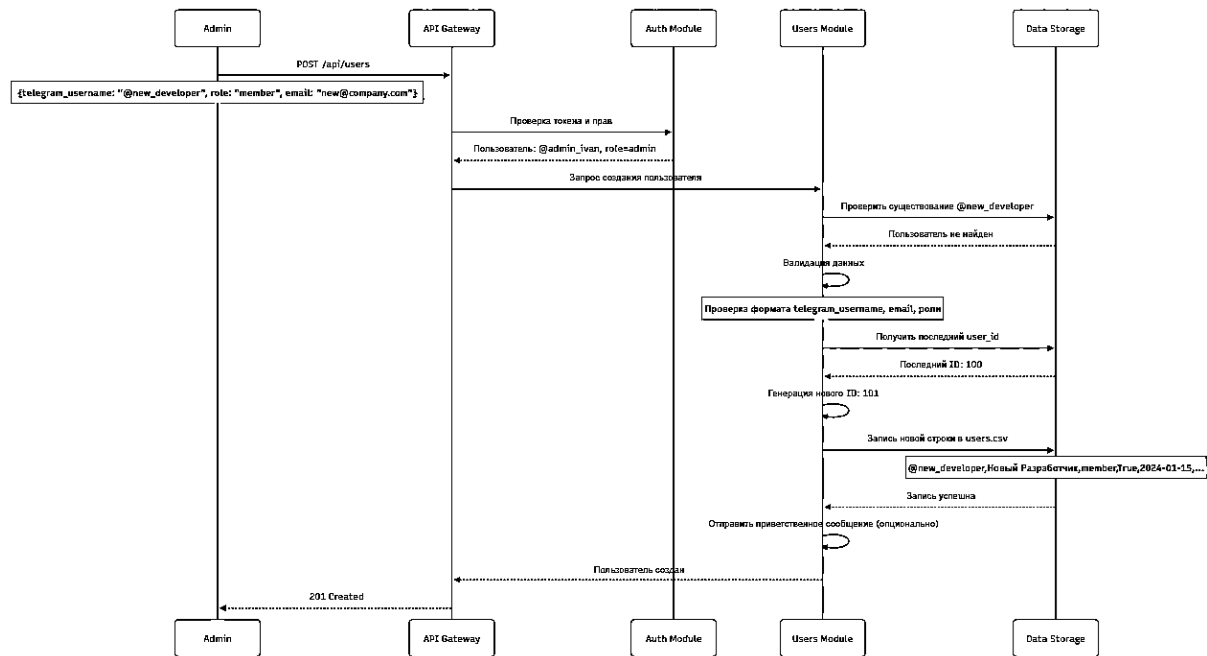 Admin
API Gateway
Auth Module
Users Module
Data Storage
POST /api/users
{telegram_username: "@new_developer", role: "member", email: "new@company.com"}
Проверка токена и прав
Пользователь: @admin_ivan, role=admin
Запрос создания пользователя
Проверить существование @new_developer
Пользователь не найден
Валидация данных
Проверка формата telegram_username, email, роли
Получить последний user_id
Последний ID: 100
Генерация нового ID: 101
Запись новой строки в users.csv
@new_developer,Новый Разработчик,member,True,2024-01-15,...
Запись успешна
Отправить приветственное сообщение (опционально)
Пользователь создан
201 Created
Admin
API Gateway
Auth Module
Users Module
Data Storage